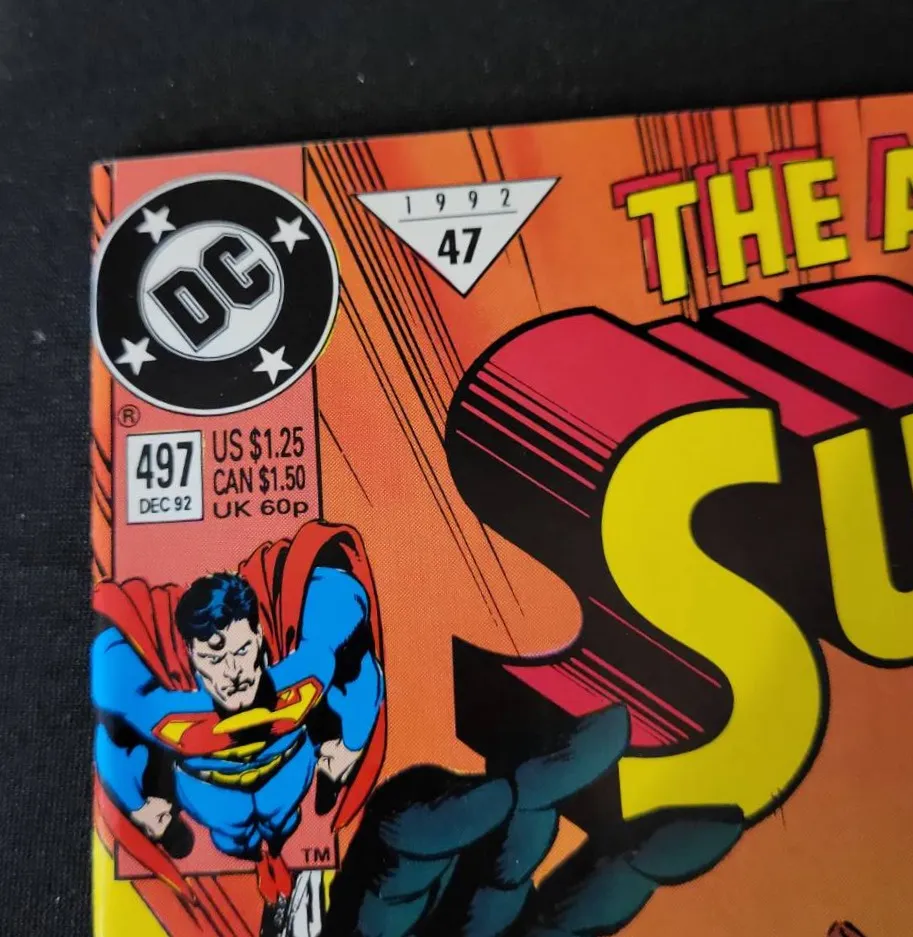 DC
®
497
DEC 92
US $1.25
CAN $1.50
UK 60p
TM
1992
47
THE A
SU